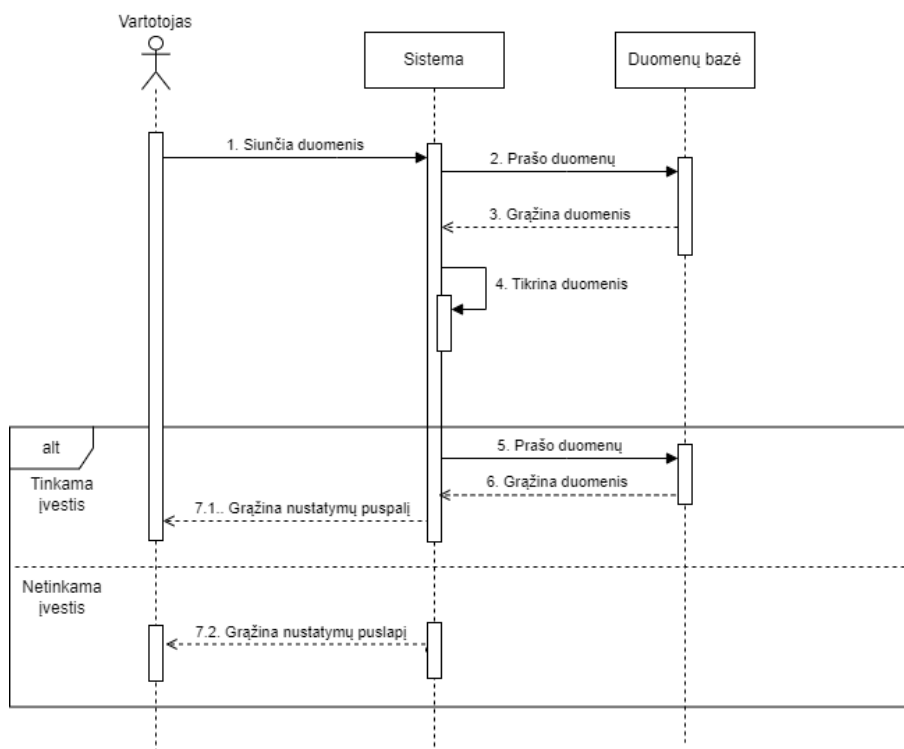 Vartotojas
Sistema
Duomenų bazė
1. Siunčia duomenis
2. Prašo duomenų
3. Grąžina duomenis
4. Tikrina duomenis
alt
Tinkama
įvestis
5. Prašo duomenų
6. Grąžina duomenis
7.1.. Grąžina nustatymų puspalį
Netinkama
įvestis
7.2. Grąžina nustatymų puslapį